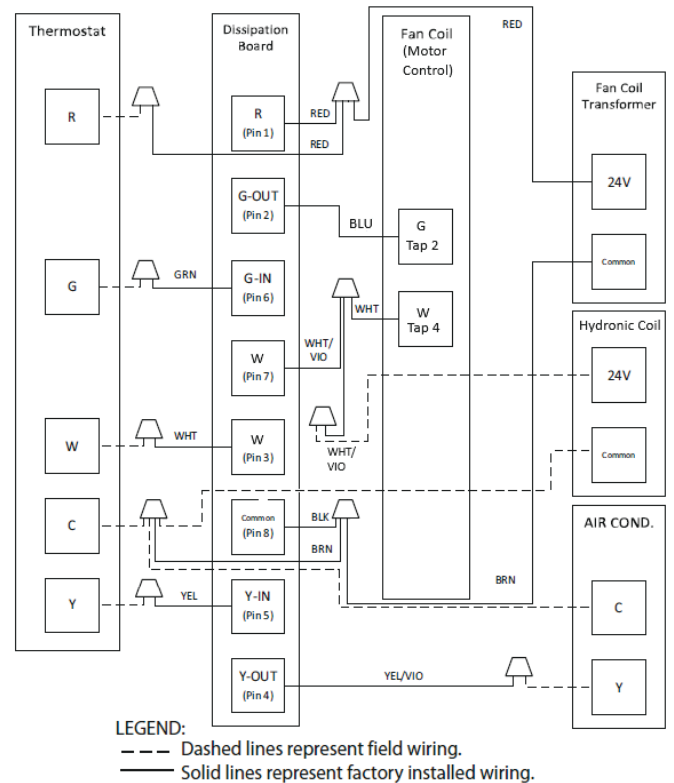 Thermostat
R
G
W
C
Y
Dissipation
Board
R
(Pin 1)
G-OUT
(Pin 2)
G-IN
(Pin 6)
W
(Pin 7)
W
(Pin 3)
Common
(Pin 8)
Y-IN
(Pin 5)
Y-OUT
(Pin 4)
RED
RED
BLU
GRN
WHT/
VIO
WHT
WHT
WHT/
VIO
BLK
BRN
YEL
YEL/VIO
Fan Coil
(Motor
Control)
G
Tap 2
W
Tap 4
RED
BRN
Fan Coil
Transformer
24V
Common
Hydronic Coil
24V
Common
AIR COND.
C
Y
LEGEND:
Dashed lines represent field wiring.
Solid lines represent factory installed wiring.